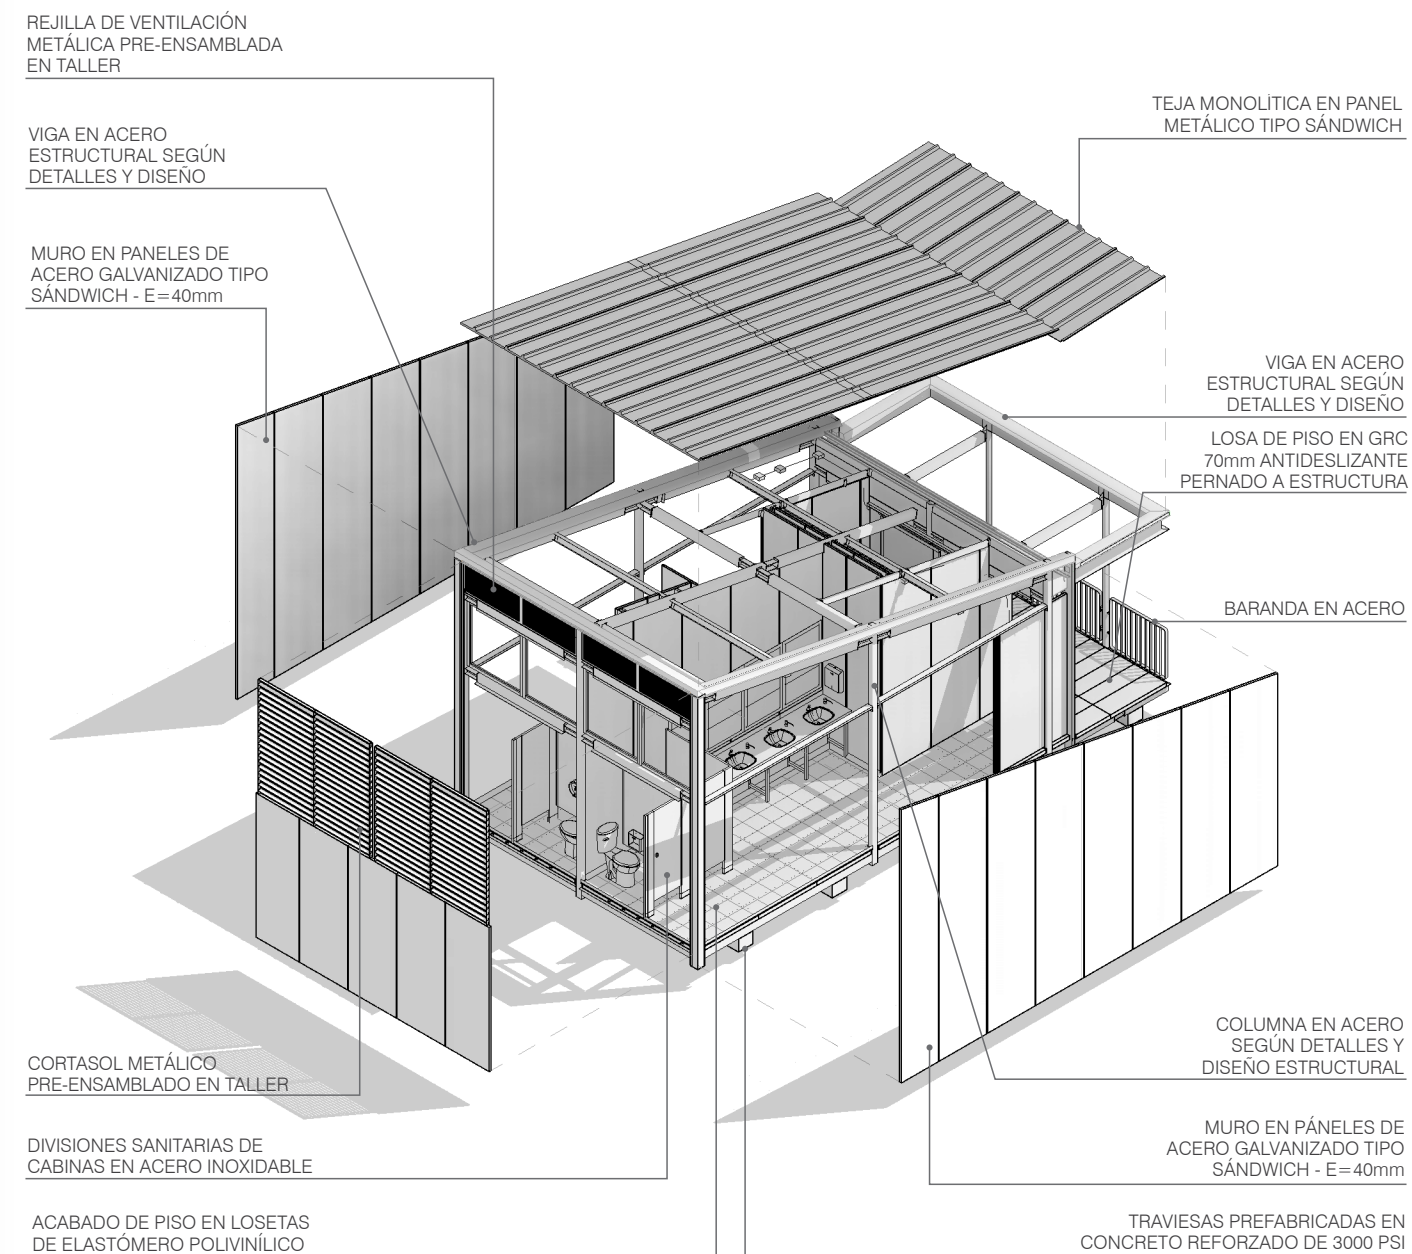 REJILLA DE VENTILACIÓN
METÁLICA PRE-ENSAMBLADA
EN TALLER
VIGA EN ACERO
ESTRUCTURAL SEGÚN
DETALLES Y DISEÑO
MURO EN PANELES DE
ACERO GALVANIZADO TIPO
SÁNDWICH - E=40mm
CORTASOL METÁLICO
PRE-ENSAMBLADO EN TALLER
DIVISIONES SANITARIAS DE
CABINAS EN ACERO INOXIDABLE
ACABADO DE PISO EN LOSETAS
DE ELASTÓMERO POLIVINÍLICO
TEJA MONOLÍTICA EN PANEL
METÁLICO TIPO SÁNDWICH
VIGA EN ACERO
ESTRUCTURAL SEGÚN
DETALLES Y DISEÑO
LOSA DE PISO EN GRC
70mm ANTIDESLIZANTE
PERNADO A ESTRUCTURA
BARANDA EN ACERO
COLUMNA EN ACERO
SEGÚN DETALLES Y
DISEÑO ESTRUCTURAL
MURO EN PÁNELES DE
ACERO GALVANIZADO TIPO
SÁNDWICH - E=40mm
TRAVIESAS PREFABRICADAS EN
CONCRETO REFORZADO DE 3000 PSI